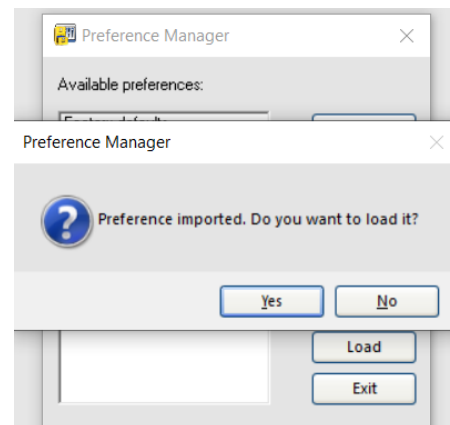 Preference Manager
Available preferences:
Preference Manager
Preference imported. Do you want to load it?
Yes
No
Load
Exit